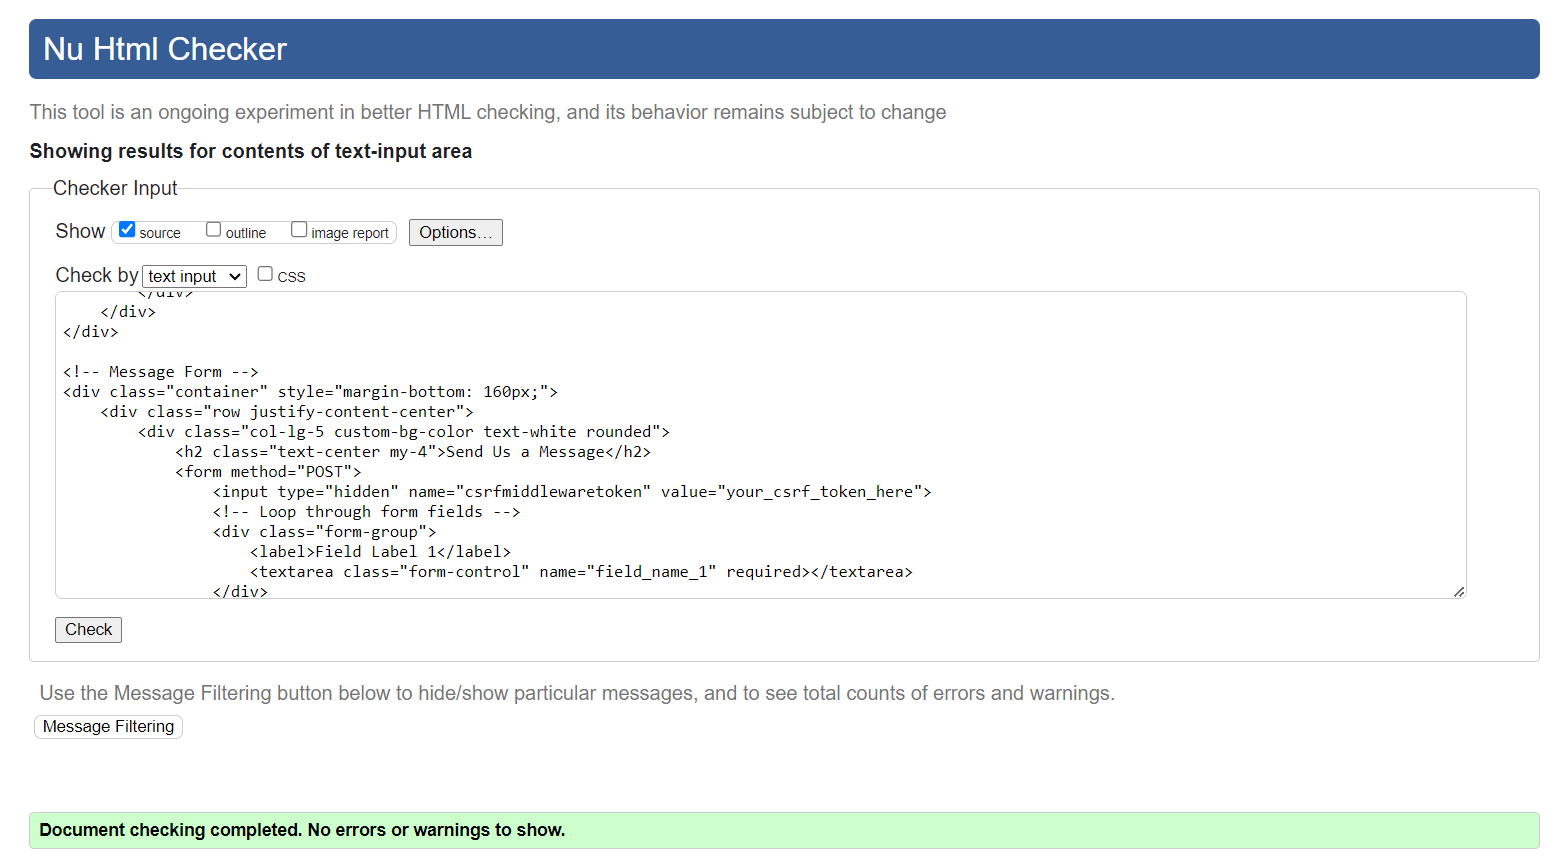 Nu Html Checker
This tool is an ongoing experiment in better HTML checking, and its behavior remains subject to change
Showing results for contents of text-input area
Checker Input
Show source outline image report Options…
Check by text input CSS
</div>
</div>
</div>
<!-- Message Form -->
<div class="container" style="margin-bottom: 160px;">
<div class="row justify-content-center">
<div class="col-lg-5 custom-bg-color text-white rounded">
<h2 class="text-center my-4">Send Us a Message</h2>
<form method="POST">
<input type="hidden" name="csrfmiddlewaretoken" value="your_csrf_token_here">
<!-- Loop through form fields -->
<div class="form-group">
<label>Field Label 1</label>
<textarea class="form-control" name="field_name_1" required></textarea>
</div>
Check
Use the Message Filtering button below to hide/show particular messages, and to see total counts of errors and warnings.
Message Filtering
Document checking completed. No errors or warnings to show.